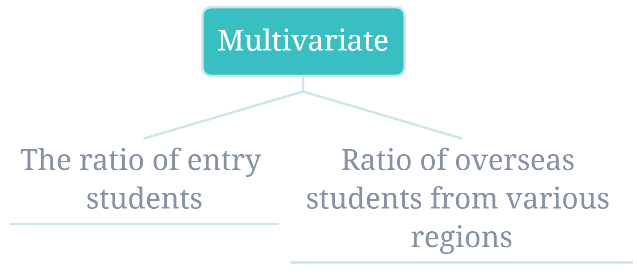 Multivariate
The ratio of entry
students
Ratio of overseas
students from various
regions